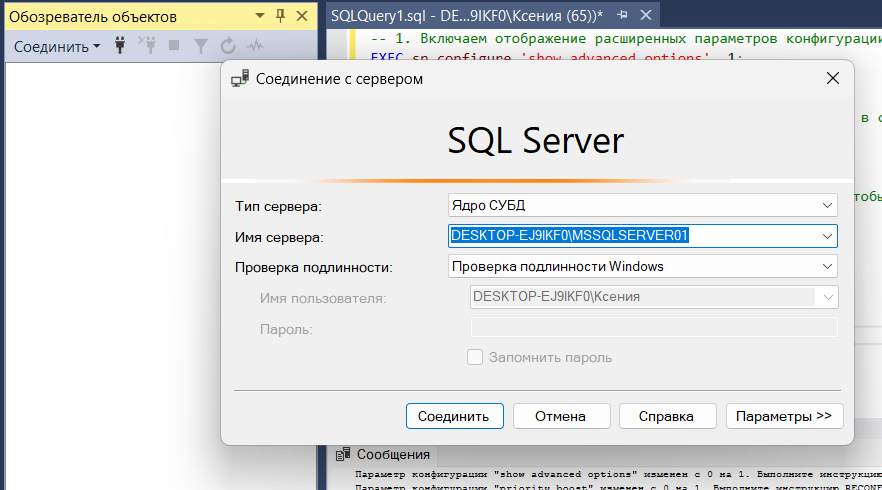 Обозреватель объектов
SQLQuery1.sql - DE...9IKF0\Ксения (65))*
Соединить
-- 1. Включаем отображение расширенных параметров конфигурации
EXEC sp_configure 'show advanced options', 1;
Соединение с сервером
в
SQL Server
Тип сервера:
Ядро СУБД
Имя сервера:
DESKTOP-EJ9IKF0\MSSQLSERVER01
Проверка подлинности:
Проверка подлинности Windows
Имя пользователя:
DESKTOP-EJ9IKF0\Ксения
Пароль:
Запомнить пароль
Соединить
Отмена
Справка
Параметры >>
Сообщения
Параметр конфигурации "show advanced options" изменен с 0 на 1. Выполните инструкцию
Параметр конфигурации "priority boost" изменен с 0 на 1. Выполните инструкцию RECONF